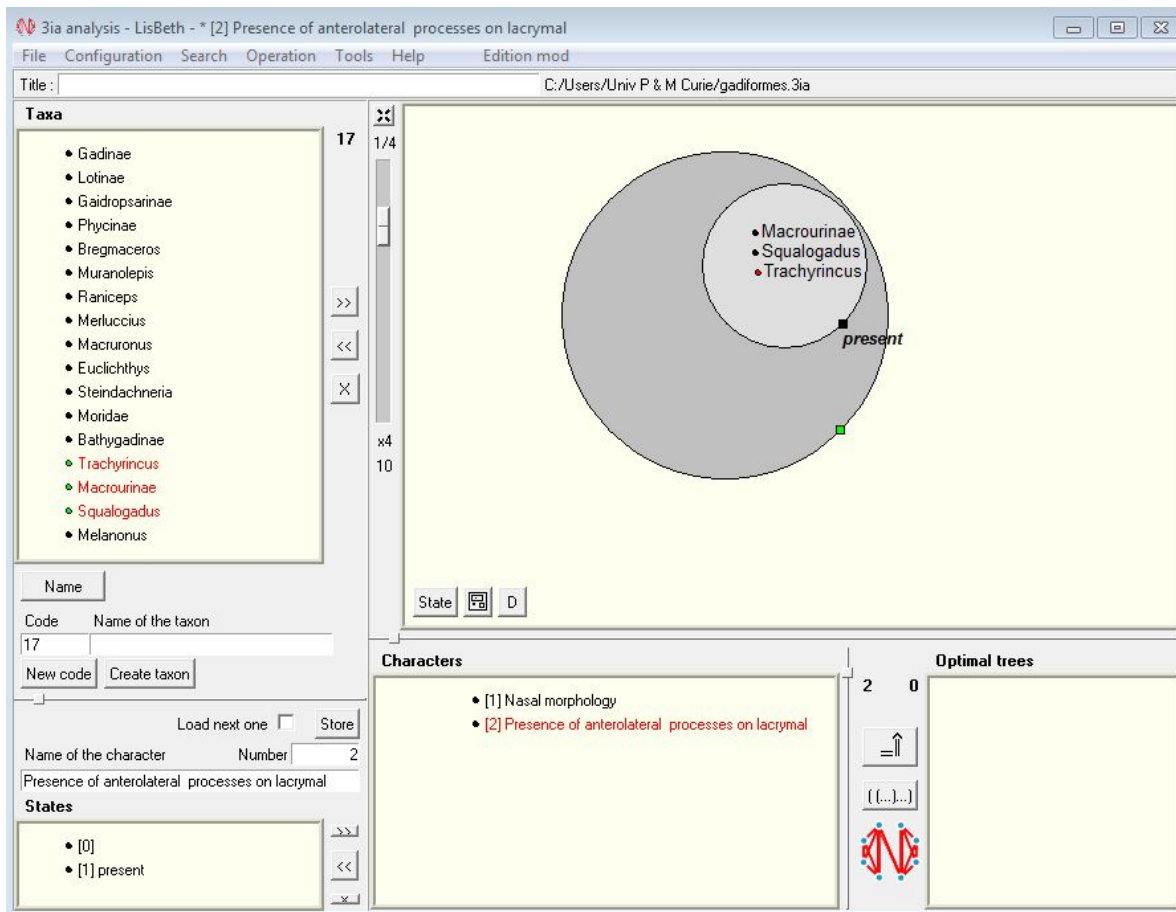 3ia analysis - LisBeth - * [2] Presence of anterolateral processes on lacrymal
File Configuration Search Operation Tools Help Edition mod
Title : C:/Users/Univ P & M Curie/gadiformes.3ia
Taxa
17
Gadinae
Lotinae
Gaidropsarinae
Phycinae
Bregmaceros
Muranolepis
Raniceps
Merluccius
Macruronus
Euclichthys
Steindachneria
Moridae
Bathygadinae
Trachyrincus
Macrourinae
Squalogadus
Melanonus
>>
<<
X
1/4
x4
10
Macrourinae
Squalogadus
Trachyrincus
present
State D
Name
Code Name of the taxon
17
New code Create taxon
Load next one Store
Name of the character Number 2
Presence of anterolateral processes on lacrymal
States
[0]
[1] present
>>
<<
x
Characters
[1] Nasal morphology
[2] Presence of anterolateral processes on lacrymal
2 0
((...)...)
Optimal trees